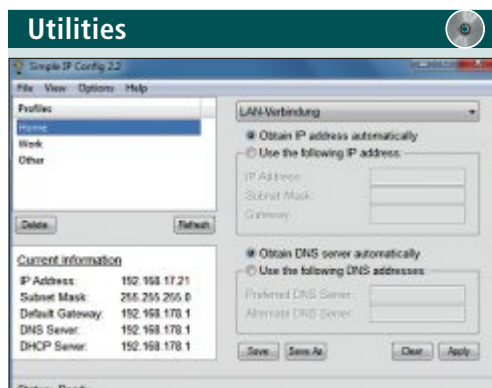 Utilities
Simple IP Config 2.2
File View Options Help
Profiles
Home
Work
Other
Delete Refresh
Current Information
IP Address: 192.168.17.21
Subnet Mask: 255.255.255.0
Default Gateway: 192.168.178.1
DNS Server: 192.168.178.1
DHCP Server: 192.168.178.1
LAN-Verbindung
Obtain IP address automatically
Use the following IP address:
IP Address:
Subnet Mask:
Gateway:
Obtain DNS server automatically
Use the following DNS addresses
Preferred DNS Server:
Alternate DNS Server:
Save Save As Clear Apply
Status: Ready